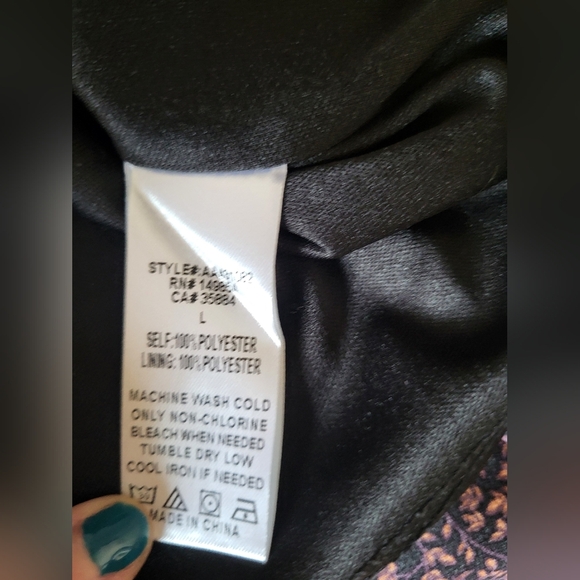 STYLE#:
RN#
CA# 35884
L
SELF:100%POLYESTER
LINING: 100%POLYESTER
MACHINE WASH COLD
ONLY NON-CHLORINE
BLEACH WHEN NEEDED
TUMBLE DRY LOW
COOL IRON IF NEEDED
MADE IN CHINA